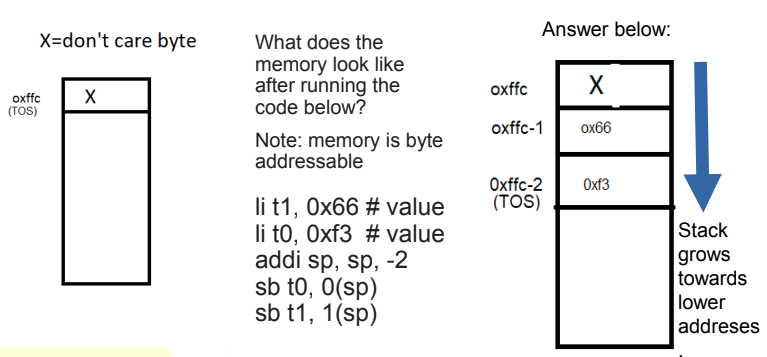 X=don't care byte
oxffc
(TOS)
X
What does the
memory look like
after running the
code below?
Note: memory is byte
addressable
li t1, 0x66 # value
li t0, 0xf3  # value
addi sp, sp, -2
sb t0, 0(sp)
sb t1, 1(sp)
Answer below:
oxffc
X
oxffc-1
ox66
0xffc-2
(TOS)
0xf3
Stack
grows
towards
lower
addreses